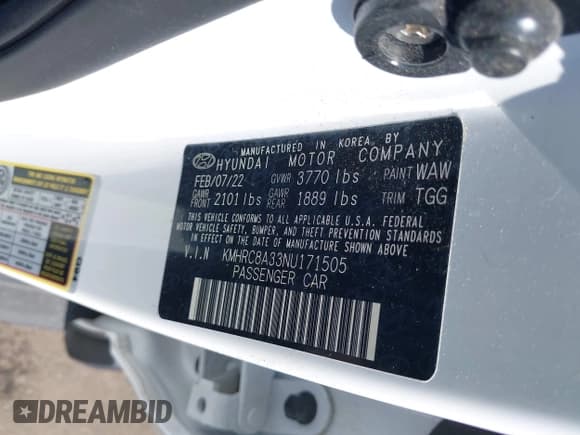 MANUFACTURED IN KOREA BY
HYUNDAI MOTOR COMPANY
FEB/07/22 GVWR 3770 lbs PAINT WAW
GAWR FRONT 2101 lbs GAWR REAR 1889 lbs TRIM TGG
THIS VEHICLE CONFORMS TO ALL APPLICABLE U.S.A. FEDERAL
MOTOR VEHICLE SAFETY, BUMPER, AND THEFT PREVENTION STANDARDS
IN EFFECT ON THE DATE OF MANUFACTURE SHOWN ABOVE
V.I.N KMHRC8A33NU171505
PASSENGER CAR
DREAMBID